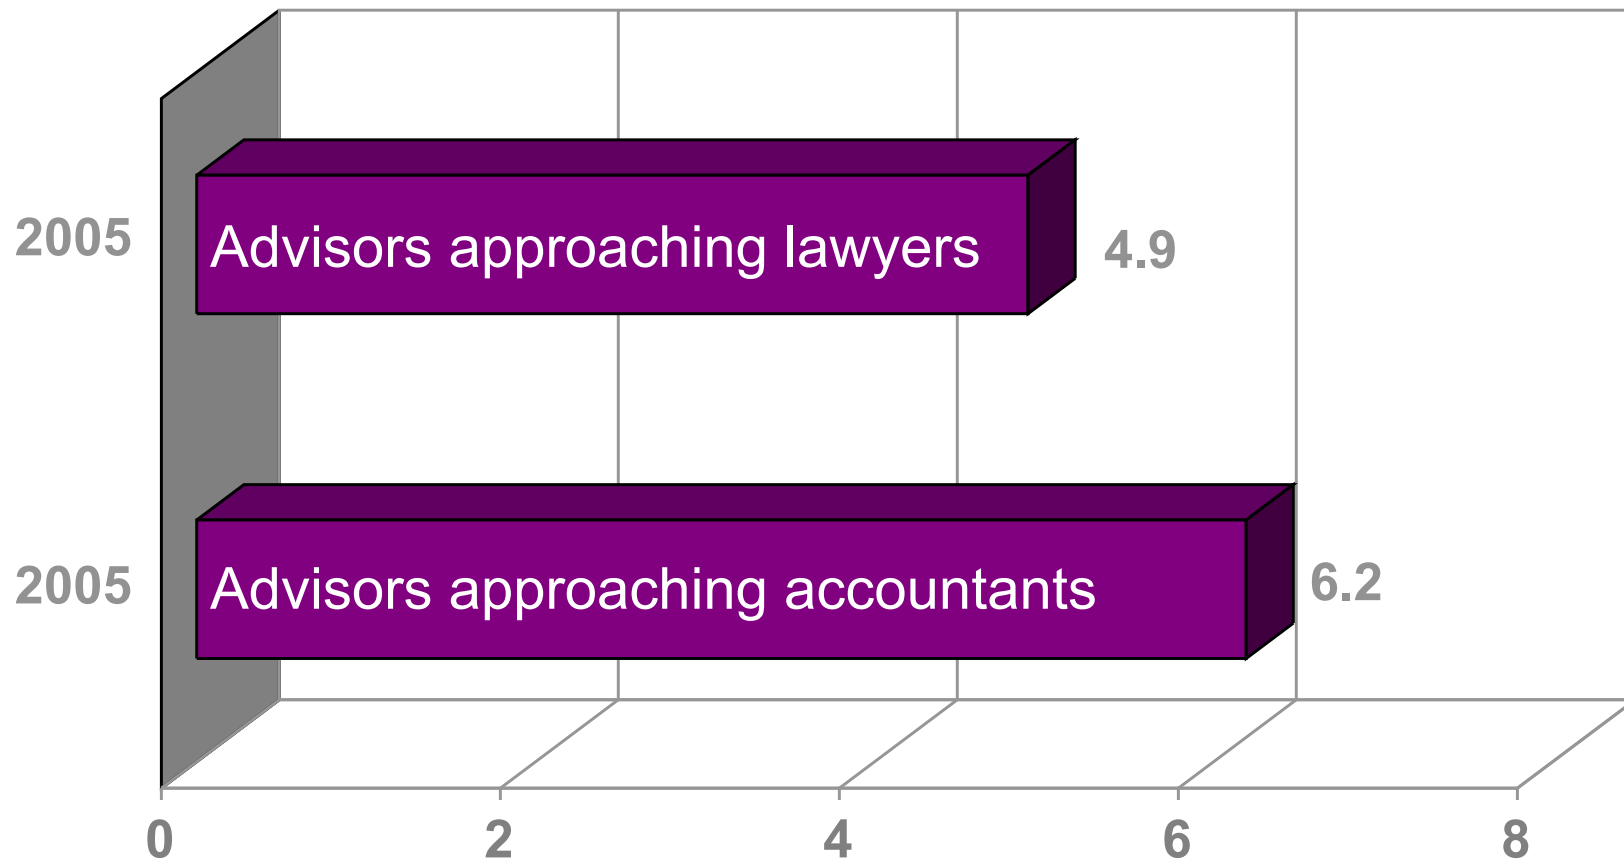 2005 Advisors approaching lawyers 4.9
2005 Advisors approaching accountants 6.2
0 2 4 6 8